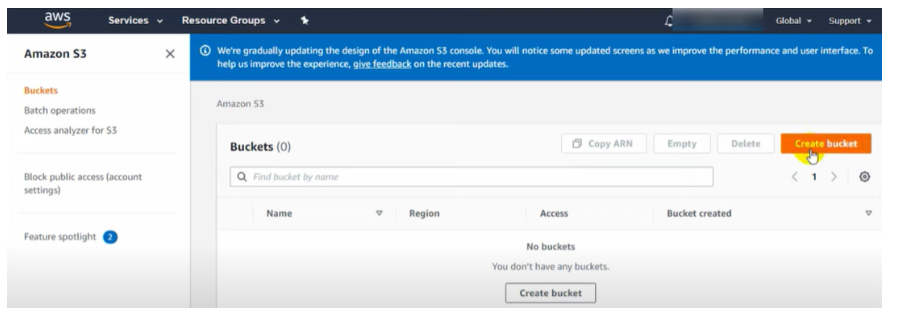 aws Services Resource Groups Global Support
Amazon S3
We're gradually updating the design of the Amazon S3 console. You will notice some updated screens as we improve the performance and user interface. To
help us improve the experience, give feedback on the recent updates.
Buckets
Batch operations
Access analyzer for S3
Block public access (account
settings)
Feature spotlight 2
Amazon S3
Buckets (0) Copy ARN Empty Delete Create bucket
Find bucket by name 1
Name Region Access Bucket created
No buckets
You don't have any buckets.
Create bucket